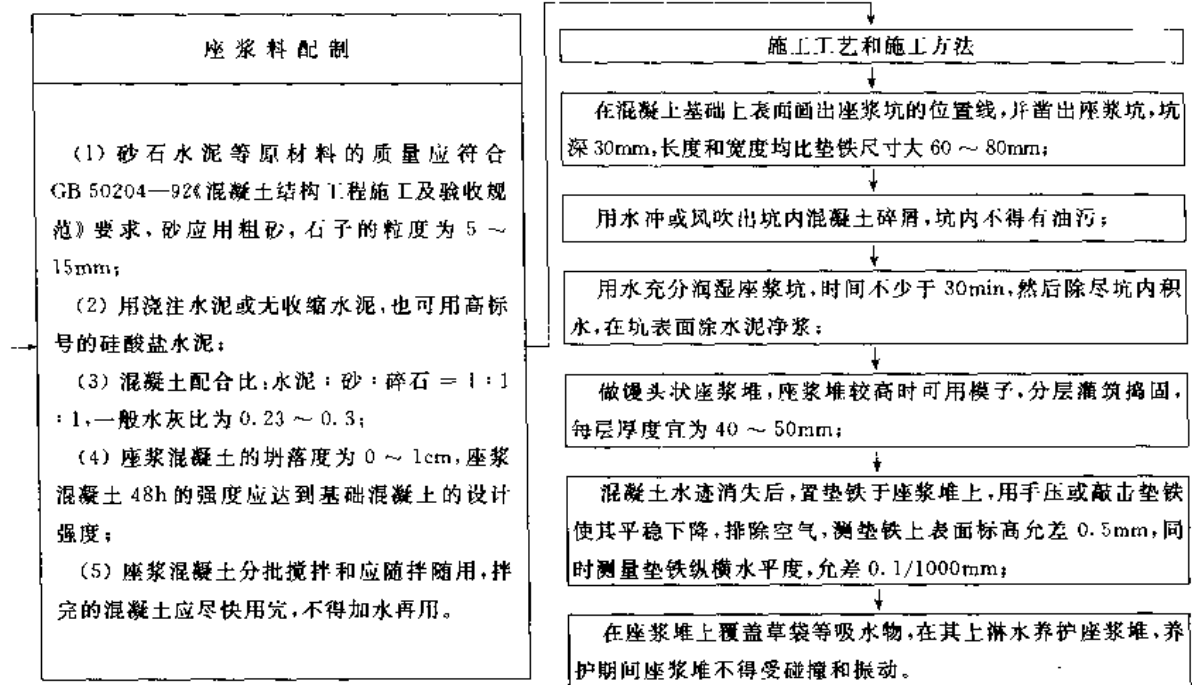 座浆料配制
(1) 砂石水泥等原材料的质量应符合
GB 50204—92《混凝土结构工程施工及验收规
范》要求,砂应用粗砂,石子的粒度为 5 ~
15mm;
(2) 用浇注水泥或无收缩水泥,也可用高标
号的硅酸盐水泥;
(3) 混凝土配合比:水泥:砂:碎石 = 1:1
:1,一般水灰比为 0.23 ~ 0.3;
(4) 座浆混凝土的坍落度为 0 ~ 1cm,座浆
混凝土 48h 的强度应达到基础混凝土的设计
强度;
(5) 座浆混凝土分批搅拌和应随拌随用,拌
完的混凝土应尽快用完,不得加水再用。
施工工艺和施工方法
在混凝土基础上表面画出座浆坑的位置线,并凿出座浆坑,坑
深 30mm,长度和宽度均比垫铁尺寸大 60 ~ 80mm;
用水冲或风吹出坑内混凝土碎屑,坑内不得有油污;
用水充分润湿座浆坑,时间不少于 30min,然后除尽坑内积
水,在坑表面涂水泥净浆;
做馒头状座浆堆,座浆堆较高时可用模子,分层灌筑捣固,
每层厚度宜为 40 ~ 50mm;
混凝土水迹消失后,置垫铁于座浆堆上,用手压或敲击垫铁
使其平稳下降,排除空气,测垫铁上表面标高允差 0.5mm,同
时测量垫铁纵横水平度,允差 0.1/1000mm;
在座浆堆上覆盖草袋等吸水物,在其上淋水养护座浆堆,养
护期间座浆堆不得受碰撞和振动。